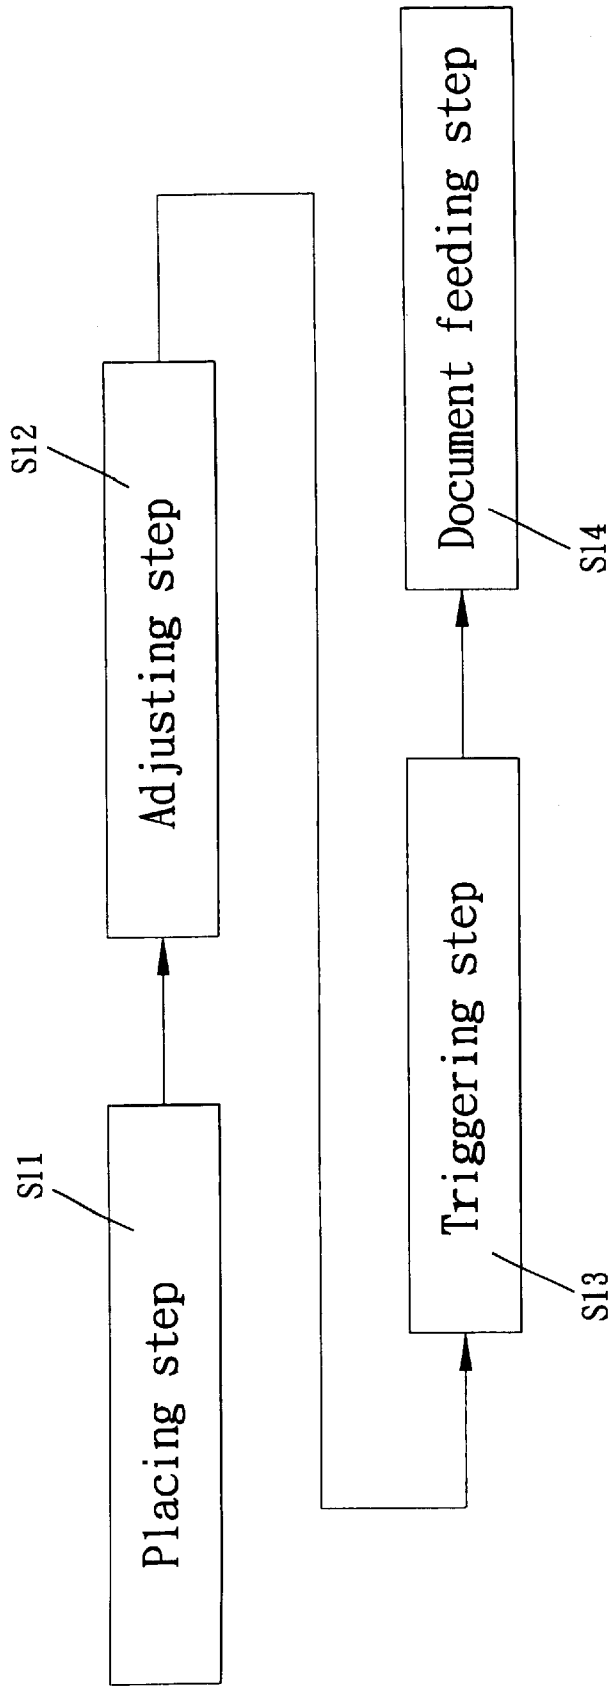 S11
Placing step
S12
Adjusting step
Triggering step
S13
Document feeding step
S14